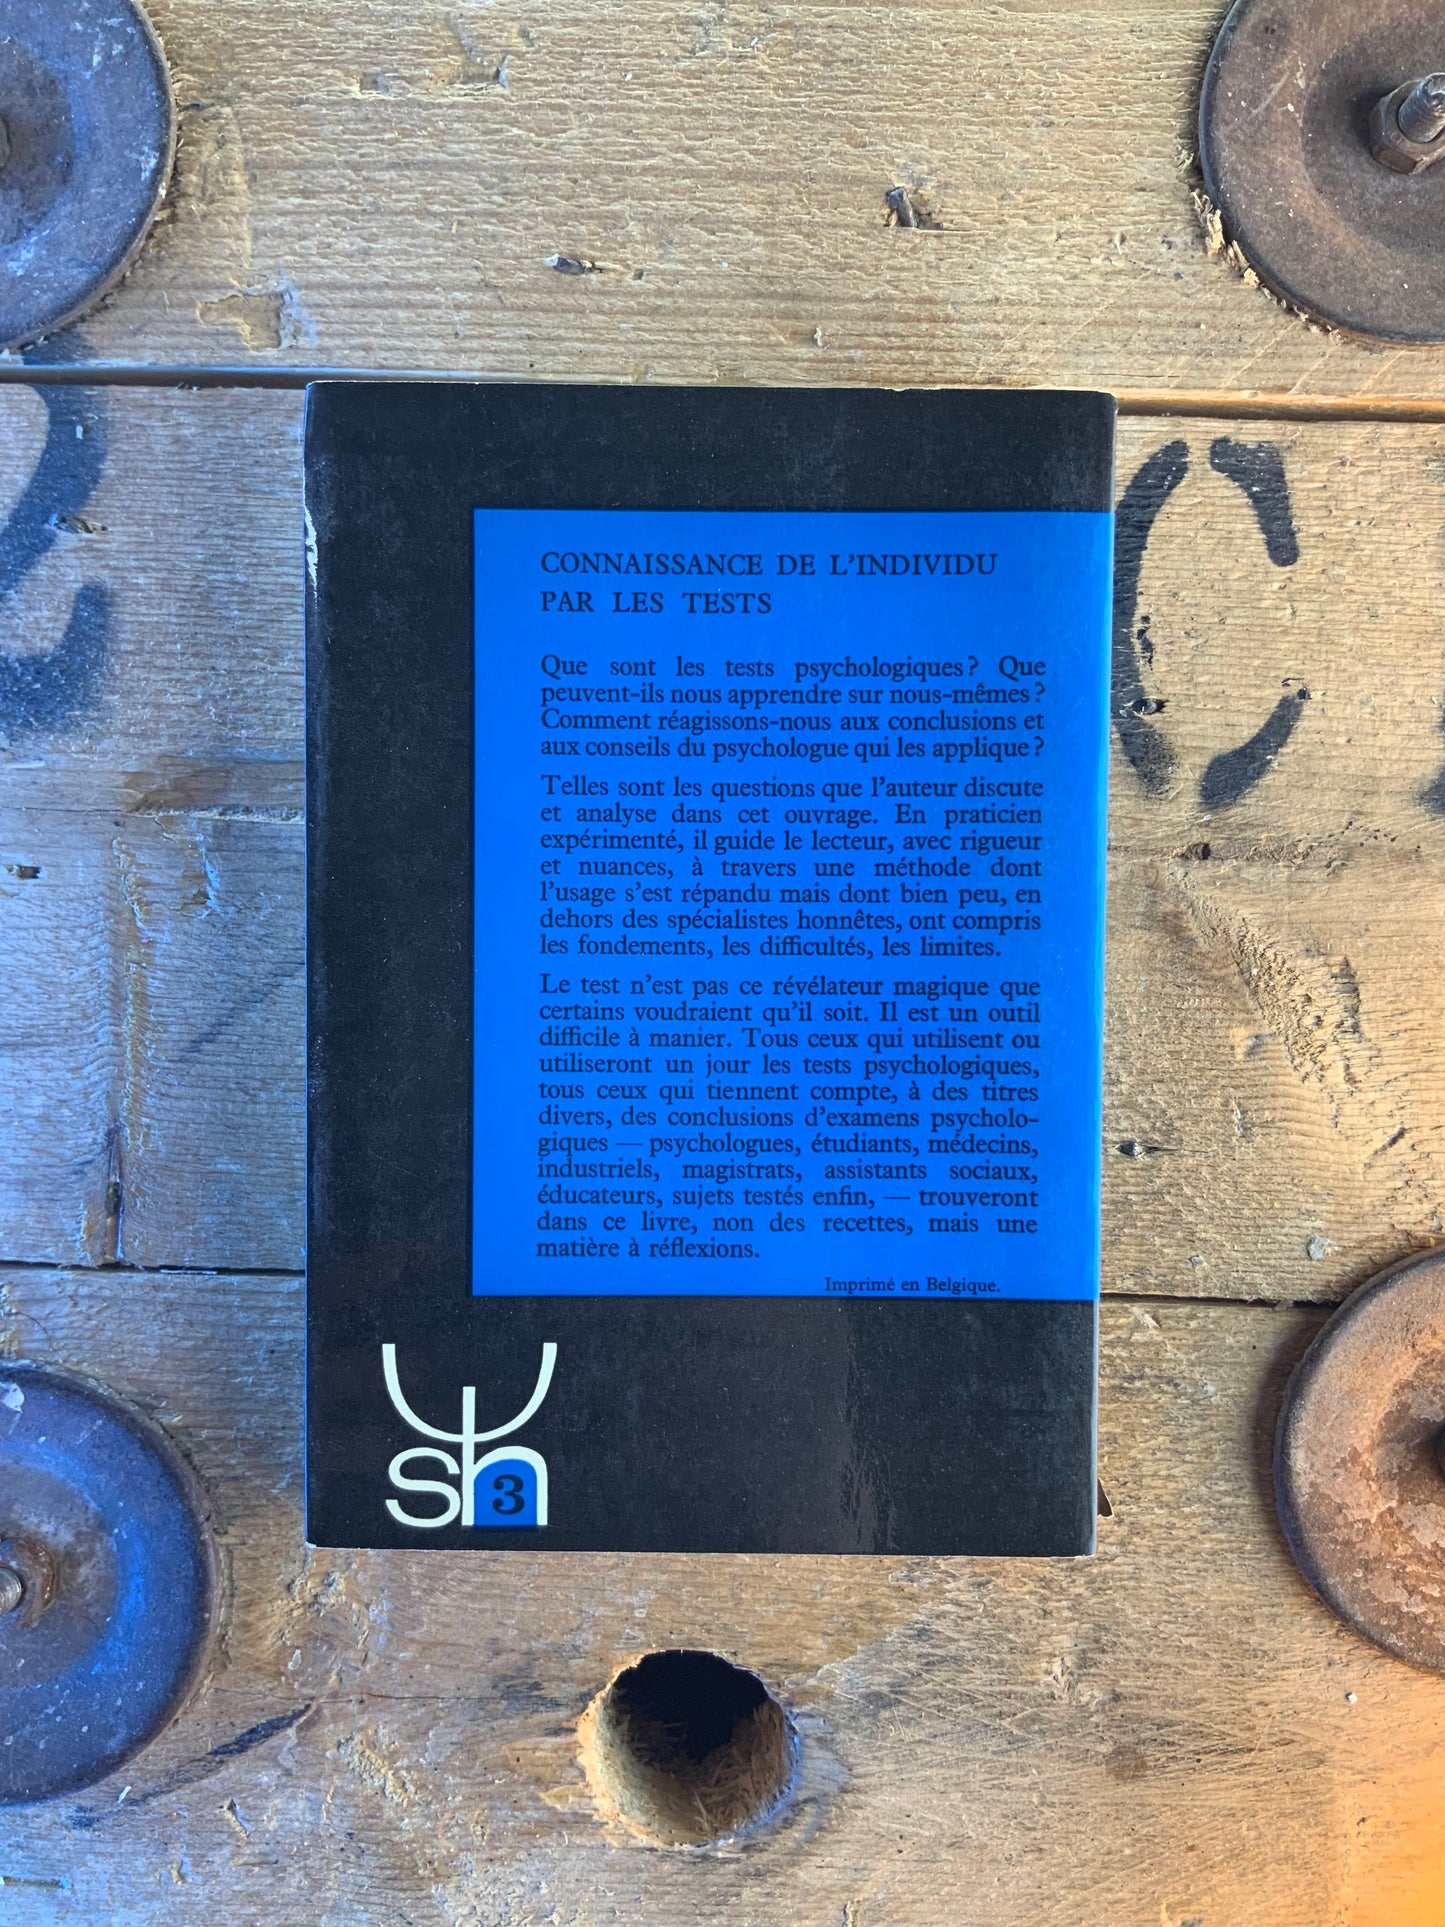 CONNAISSANCE DE L'INDIVIDU
PAR LES TESTS
Que sont les tests psychologiques? Que
peuvent-ils nous apprendre sur nous-mêmes?
Comment réagissons-nous aux conclusions et
aux conseils du psychologue qui les applique?
Telles sont les questions que l'auteur discute
et analyse dans cet ouvrage. En praticien
expérimenté, il guide le lecteur, avec rigueur
et nuances, à travers une méthode dont
l'usage s'est répandu mais dont bien peu, en
dehors des spécialistes honnêtes, ont compris
les fondements, les difficultés, les limites.
Le test n'est pas ce révélateur magique que
certains voudraient qu'il soit. Il est un outil
difficile à manier. Tous ceux qui utilisent ou
utiliseront un jour les tests psychologiques,
tous ceux qui tiennent compte, à des titres
divers, des conclusions d'examens psycholo-
giques — psychologues, étudiants, médecins,
industriels, magistrats, assistants sociaux,
éducateurs, sujets testés enfin, — trouveront
dans ce livre, non des recettes, mais une
matière à réflexions.
Imprimé en Belgique.
sh
3
C